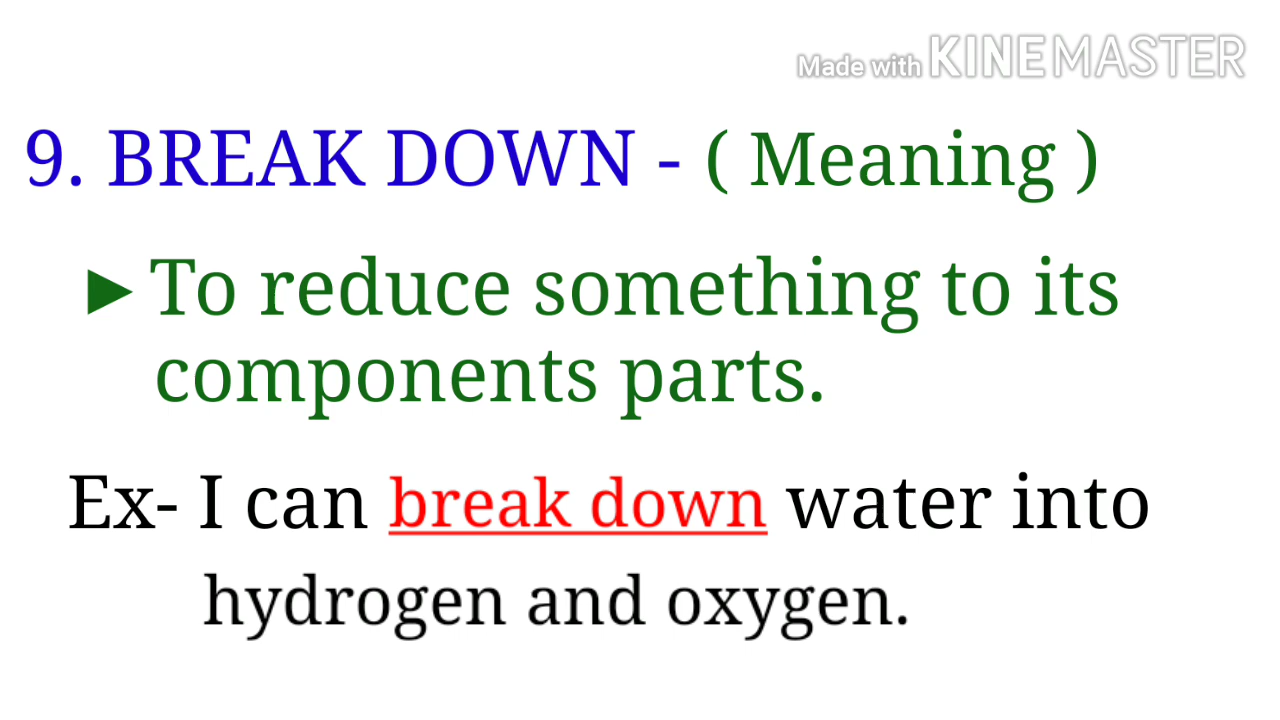 Made with KINEMASTER
9. BREAK DOWN - ( Meaning )
►To reduce something to its
components parts.
Ex- I can break down water into
hydrogen and oxygen.